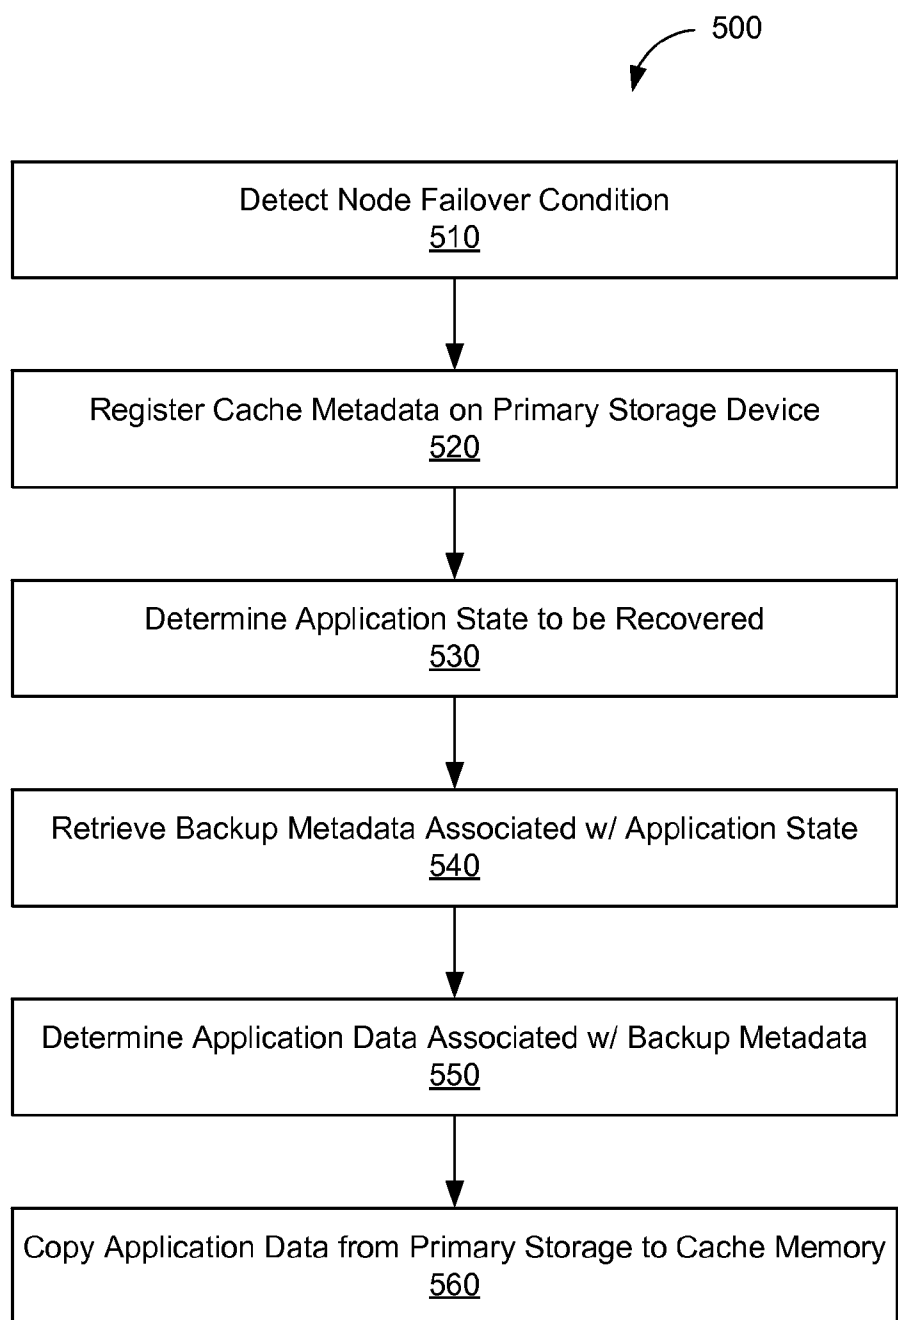 500
Detect Node Failover Condition
510
Register Cache Metadata on Primary Storage Device
520
Determine Application State to be Recovered
530
Retrieve Backup Metadata Associated w/ Application State
540
Determine Application Data Associated w/ Backup Metadata
550
Copy Application Data from Primary Storage to Cache Memory
560